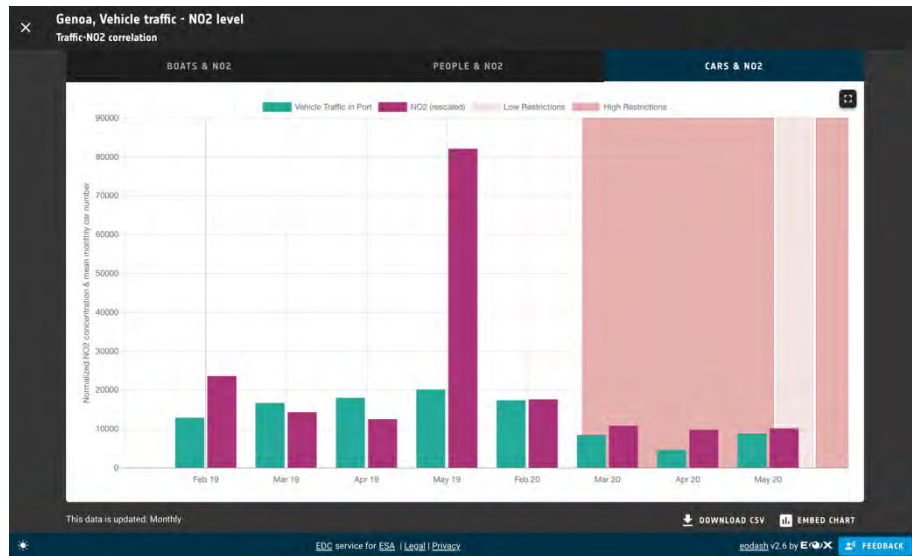 Genoa, Vehicle traffic - NO2 level
Traffic-NO2 correlation
BOATS & NO2 PEOPLE & NO2 CARS & NO2
Vehicle Traffic in Port NO2 (rescaled) Low Restrictions High Restrictions
Normalized NO2 concentration & mean monthly car number
90000
80000
70000
60000
50000
40000
30000
20000
10000
0
Feb 19 Mar 19 Apr 19 May 19 Feb 20 Mar 20 Apr 20 May 20
This data is updated: Monthly DOWNLOAD CSV EMBED CHART
EDC service for ESA | Legal | Privacy eodash v2.6 by EOX FEEDBACK